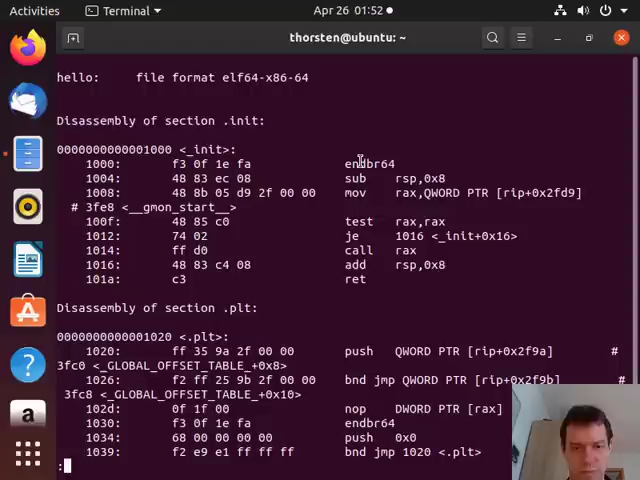 Activities
Terminal
Apr 26 01:52
thorsten@ubuntu: ~
hello:     file format elf64-x86-64
Disassembly of section .init:
0000000000001000 <_init>:
1000:	f3 0f 1e fa	endbr64
1004:	48 83 ec 08	sub    rsp,0x8
1008:	48 8b 05 d9 2f 00 00	mov    rax,QWORD PTR [rip+0x2fd9]
# 3fe8 <__gmon_start__>
100f:	48 85 c0	test   rax,rax
1012:	74 02	je     1016 <_init+0x16>
1014:	ff d0	call   rax
1016:	48 83 c4 08	add    rsp,0x8
101a:	c3	ret
Disassembly of section .plt:
0000000000001020 <.plt>:
1020:	ff 35 9a 2f 00 00	push   QWORD PTR [rip+0x2f9a]        #
3fc0 <_GLOBAL_OFFSET_TABLE_+0x8>
1026:	f2 ff 25 9b 2f 00 00	bnd jmp QWORD PTR [rip+0x2f9b]        #
3fc8 <_GLOBAL_OFFSET_TABLE_+0x10>
102d:	0f 1f 00	nop    DWORD PTR [rax]
1030:	f3 0f 1e fa	endbr64
1034:	68 00 00 00 00	push   0x0
1039:	f2 e9 e1 ff ff ff	bnd jmp 1020 <.plt>
: